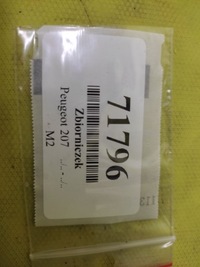 71796
Zbiorniczek
Peugeot 207 ../.. - ../..
M2